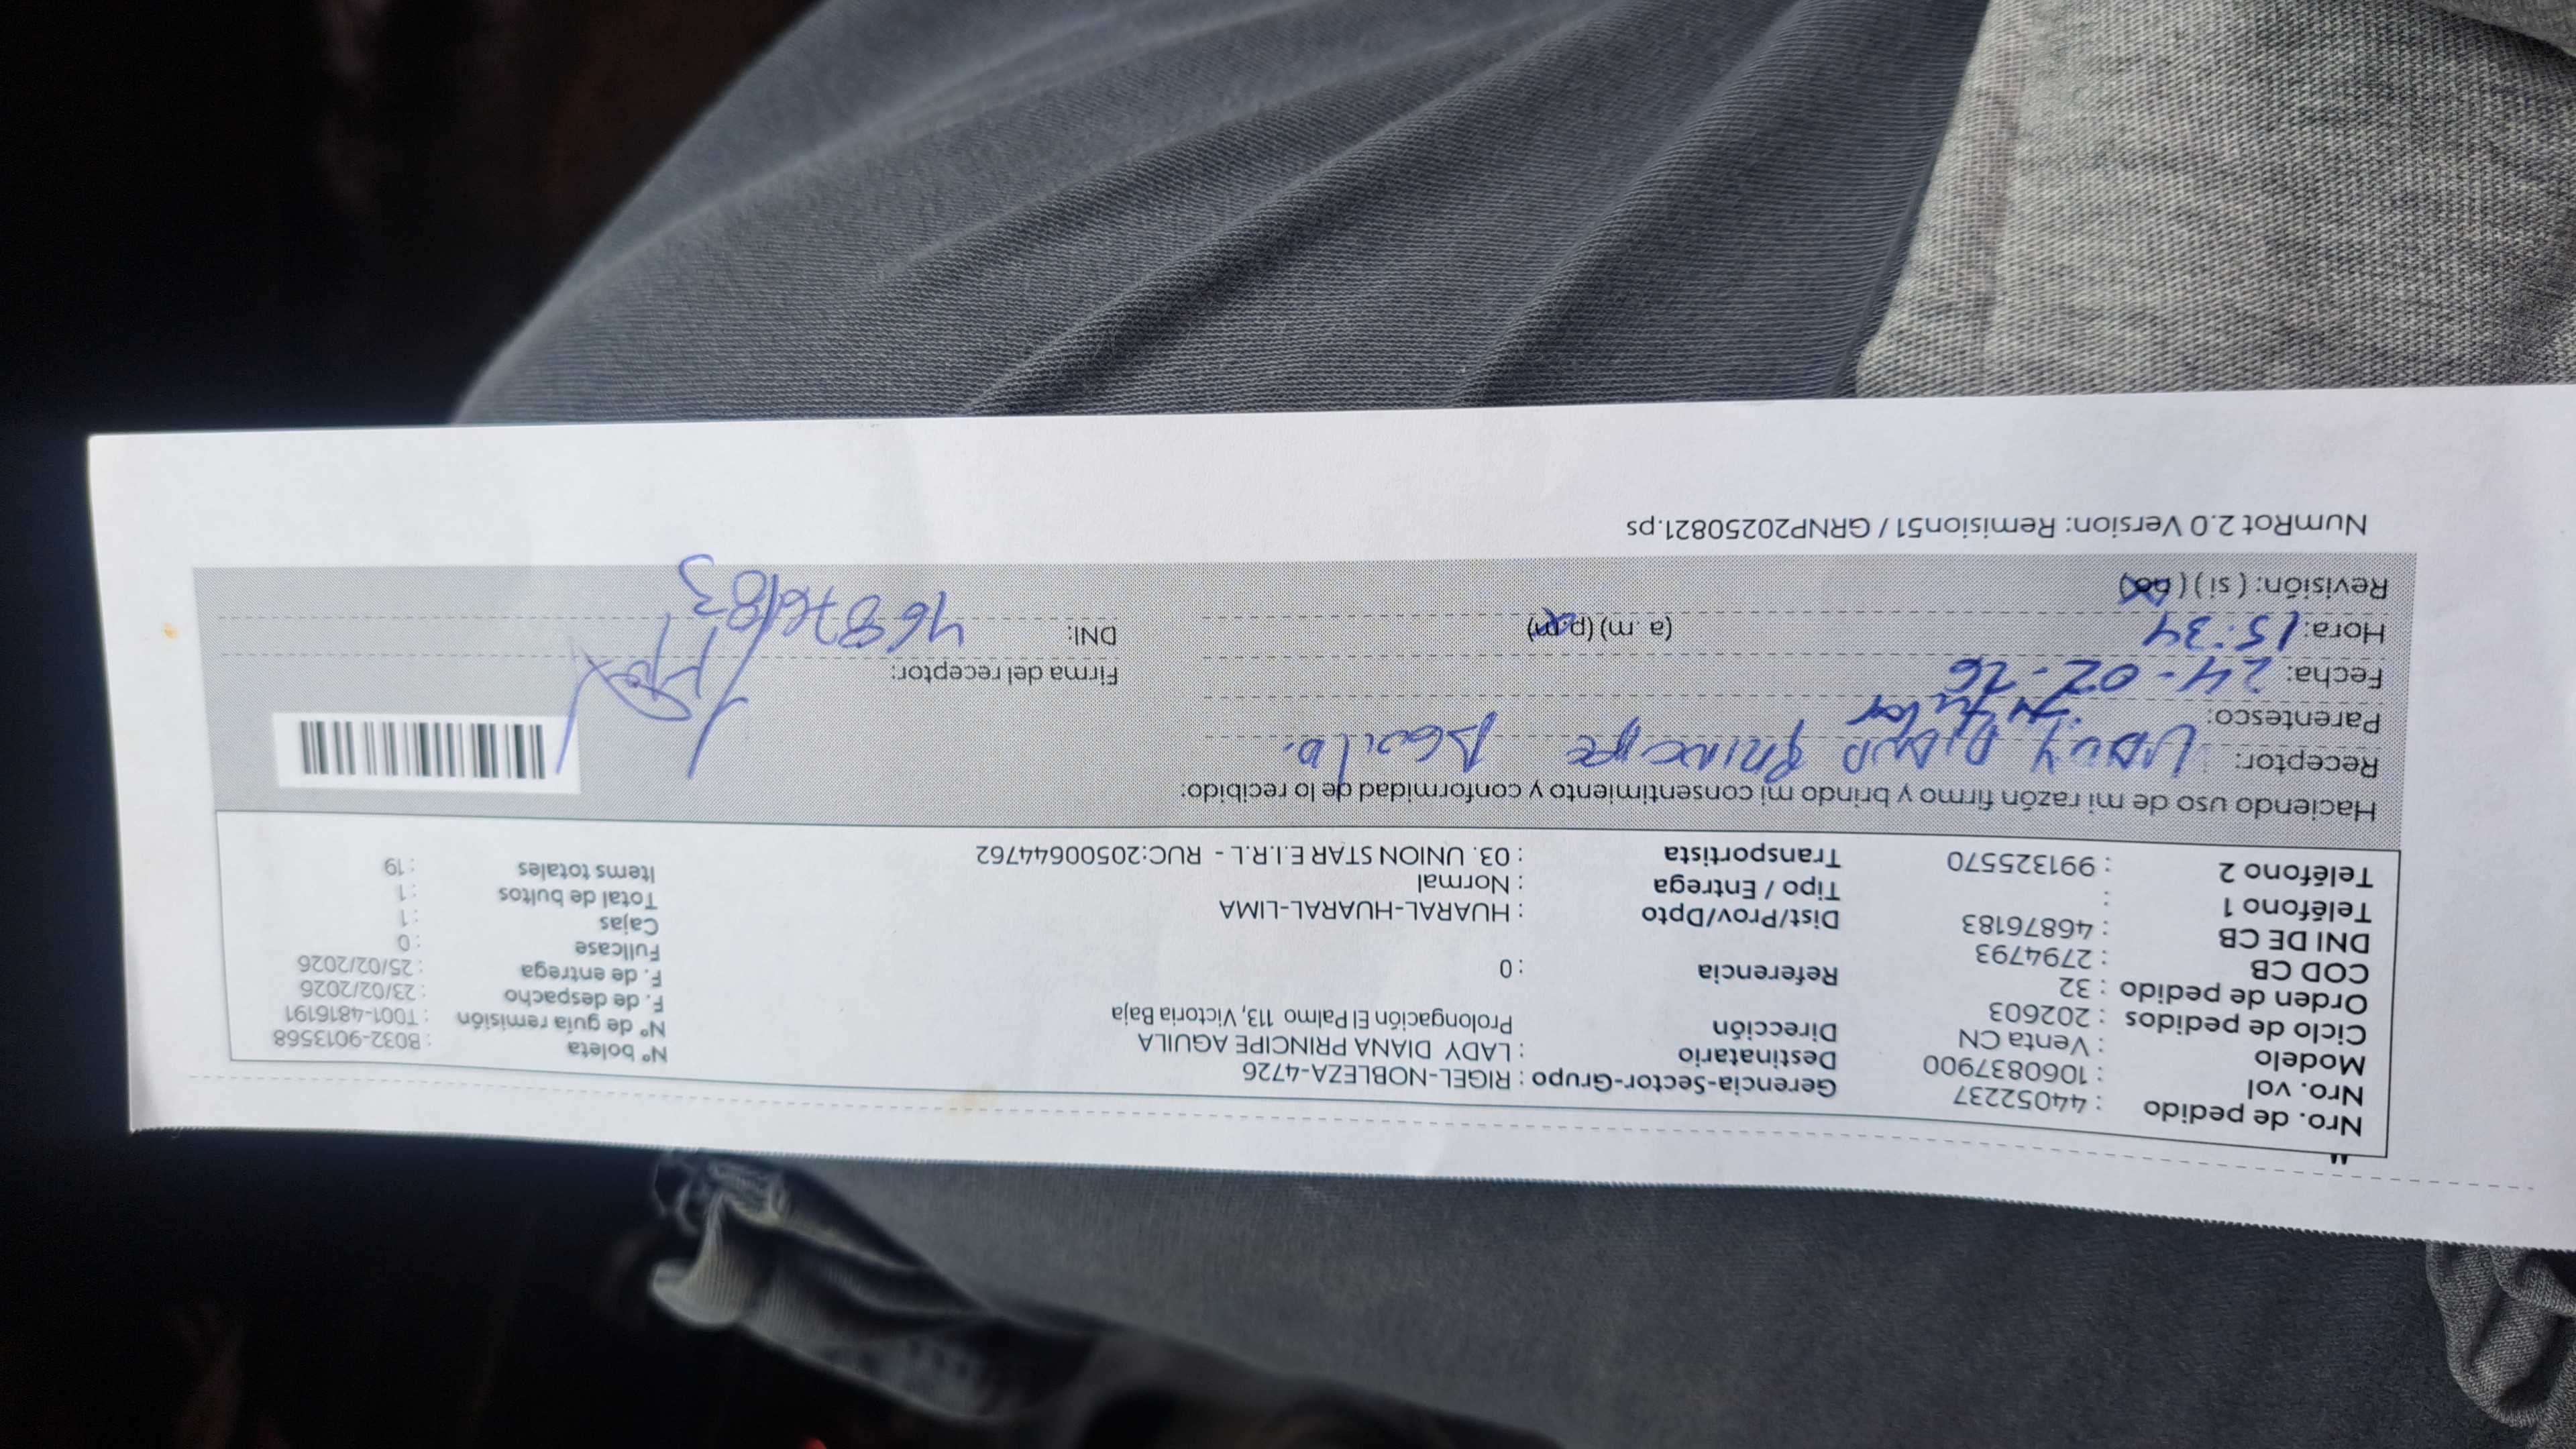 Nro. de pedido : 44052237 Gerencia-Sector-Grupo : RIGEL-NOBLEZA-4726 Nº boleta : B032-9013568
Nro. vol : 1060837900 Destinatario : LADY DIANA PRINCIPE AGUILA Nº de guía remisión : T001-4816191
Modelo : Venta CN Dirección Prolongación El Palmo 113, Victoria Baja F. de despacho : 23/02/2026
Ciclo de pedidos : 202603 F. de entrega : 25/02/2026
Orden de pedido : 32 Referencia : 0 Fullcase : 0
COD CB : 2794793 Cajas : 1
DNI DE CB : 46876183 Dist/Prov/Dpto : HUARAL-HUARAL-LIMA Total de bultos : 1
Teléfono 1 : Tipo / Entrega : Normal Items totales : 19
Teléfono 2 : 991325570 Transportista : 03. UNION STAR E.I.R.L - RUC:20500644762
Haciendo uso de mi razón firmo y brindo mi consentimiento y conformidad de lo recibido:
Receptor: LADY DIANA PRINCIPE AGUILA.
Parentesco: Titular
Fecha: 24-02-26 Firma del receptor:
Hora: 15:34 (a .m) (p.m) DNI: 46876183
Revisión: ( si ) ( no )
NumRot 2.0 Version: Remision51 / GRNP20250821.ps